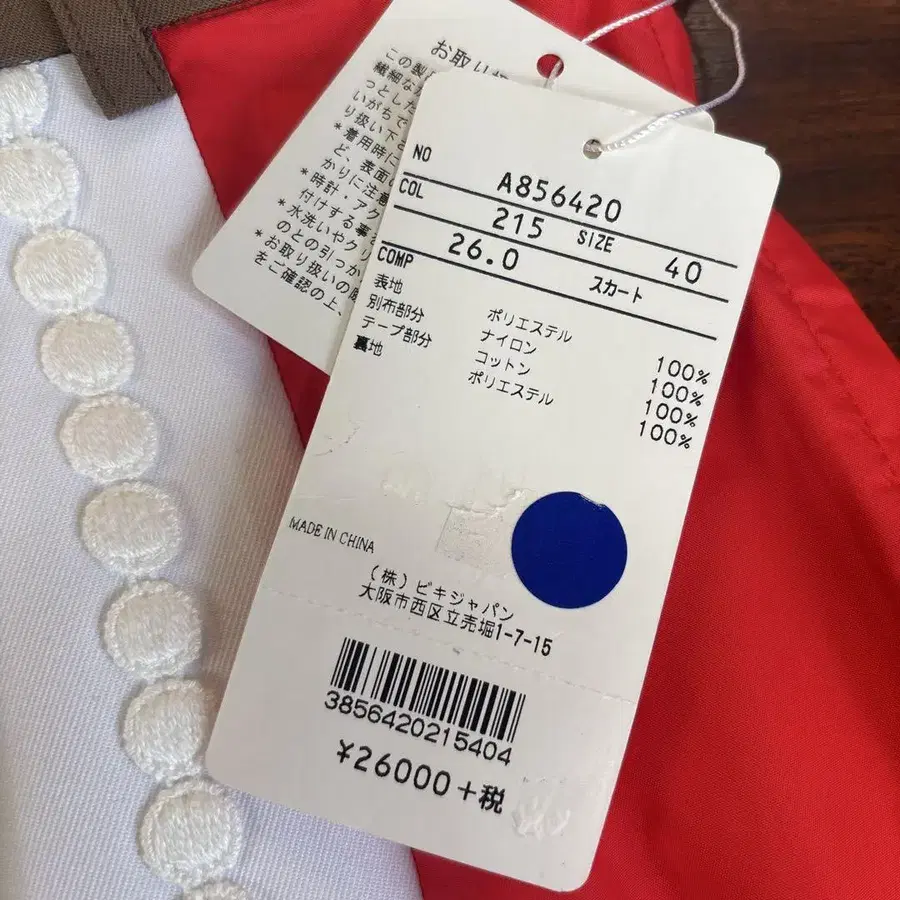 お取り扱
この製
繊細な
っとした
いがちで
り扱い下さ
*着用時に
ど、表面の
かりに注意
*時計・アク
付けする事を
*水洗いやクリ
のとの引っか
*お取り扱いの際
をご確認の上、
NO A856420
COL 215 SIZE 40
26.0 スカート
COMP
表地 ポリエステル 100%
別布部分 ナイロン 100%
テープ部分 コットン 100%
裏地 ポリエステル 100%
MADE IN CHINA
(株)ビキジャパン
大阪市西区立売堀1-7-15
3856420215404
¥26000+税